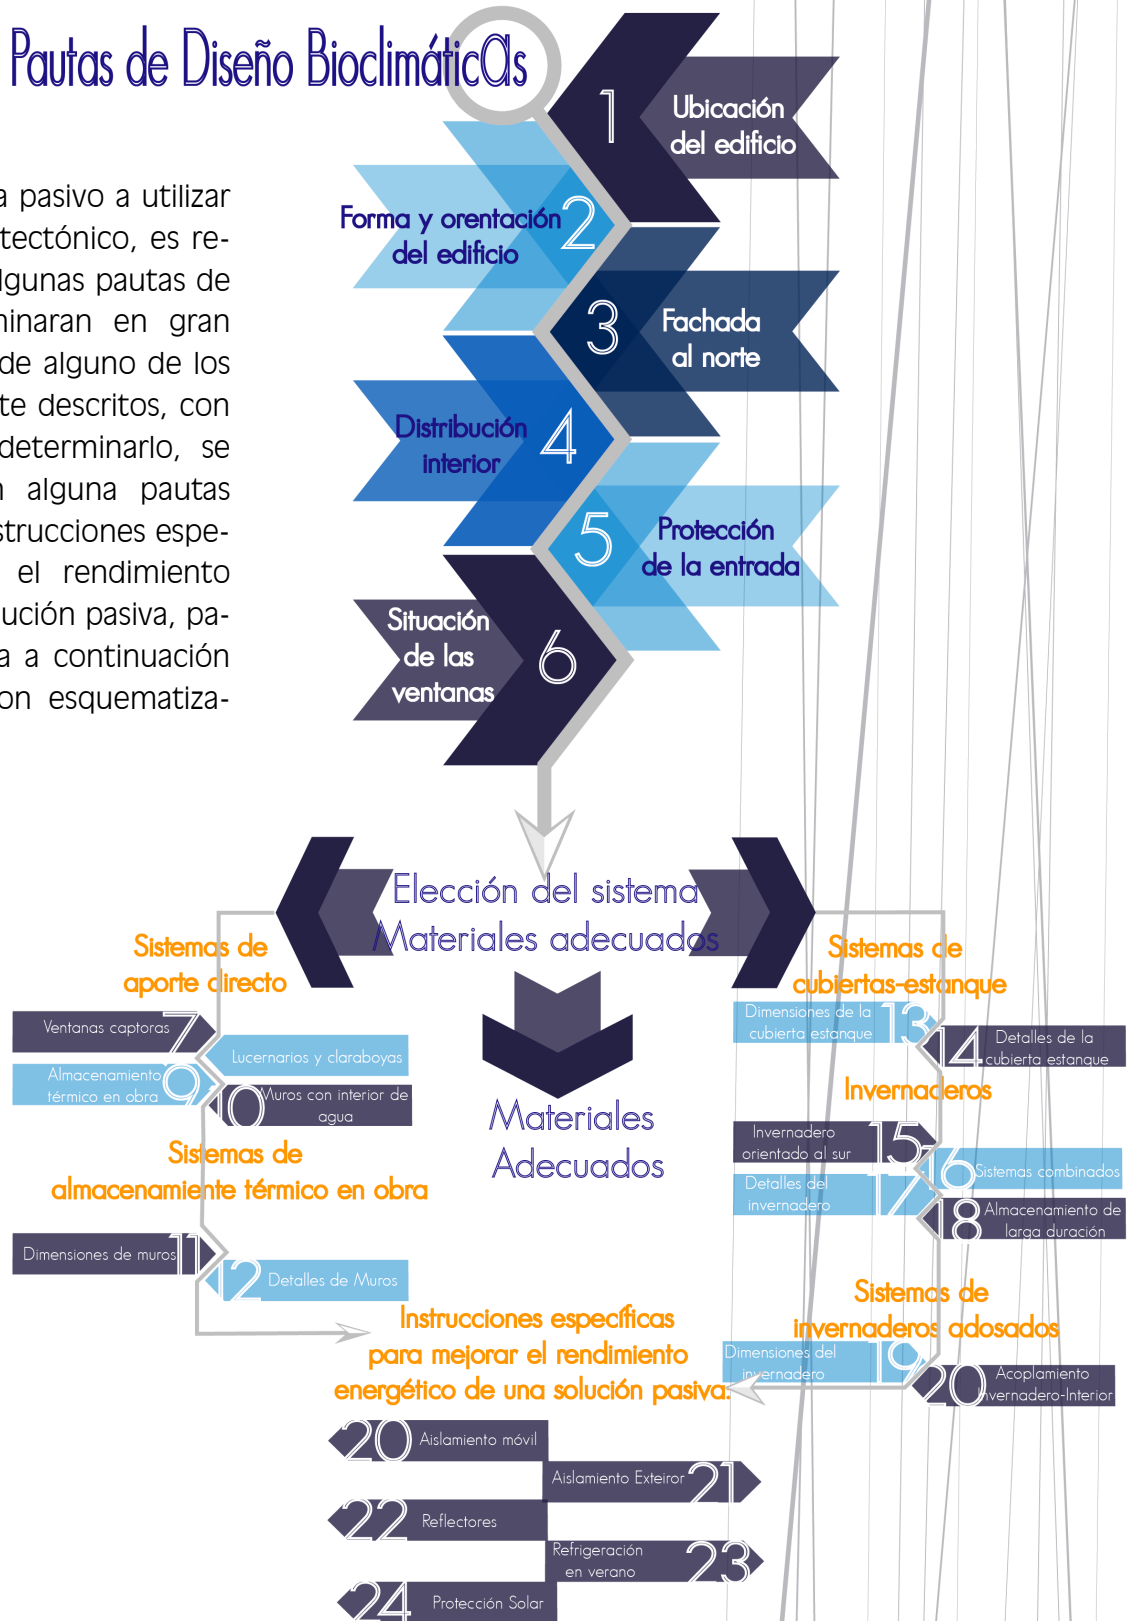 Pautas de Diseño Bioclimátic@s
a pasivo a utilizar
tectónico, es re-
lgunas pautas de
minaran en gran
de alguno de los
te descritos, con
determinarlo, se
n alguna pautas
strucciones espe-
el rendimiento
ución pasiva, pa-
a a continuación
on esquematiza-
1
Ubicación
del edificio
Forma y orentación
del edificio
2
3
Fachada
al norte
Distribución
interior
4
5
Protección
de la entrada
Situación
de las
ventanas
6
Elección del sistema
Materiales adecuados
Materiales
Adecuados
Sistemas de
aporte directo
Ventanas captoras
7
Lucernarios y claraboyas
Almacenamiento
térmico en obra
9
10
Muros con interior de
agua
Sistemas de
almacenamiente térmico en obra
Dimensiones de muros
11
12
Detalles de Muros
Sistemas de
cubiertas-estanque
Dimensiones de la
cubierta estanque
13
14
Detalles de la
cubierta estanque
Invernaderos
Invernadero
orientado al sur
15
16
Sistemas combinados
Detalles del
invernadero
17
18
Almacenamiento de
larga duración
Sistemas de
invernaderos adosados
Dimensiones del
invernadero
19
20
Acoplamiento
Invernadero-Interior
Instrucciones específicas
para mejorar el rendimiento
energético de una solución pasiva.
20
Aislamiento móvil
Aislamiento Exteiror
21
22
Reflectores
Refrigeración
en verano
23
24
Protección Solar